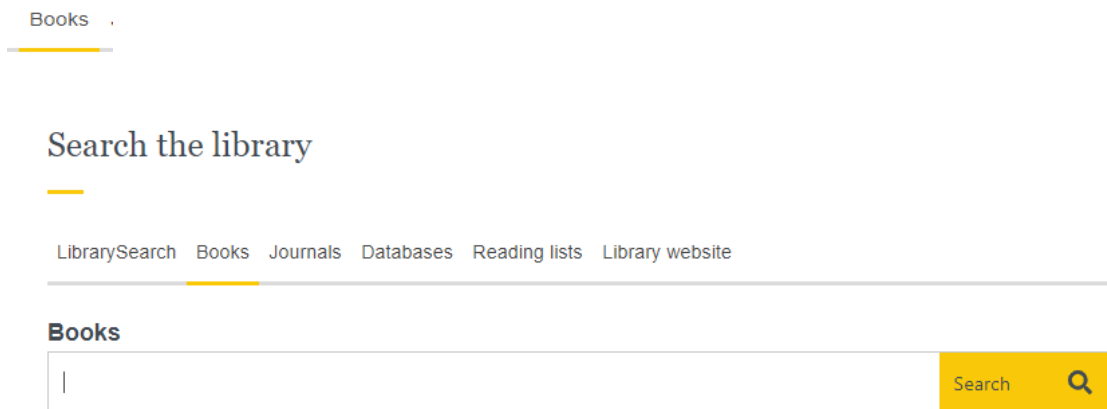 Books
Search the library
LibrarySearch Books Journals Databases Reading lists Library website
Books
Search